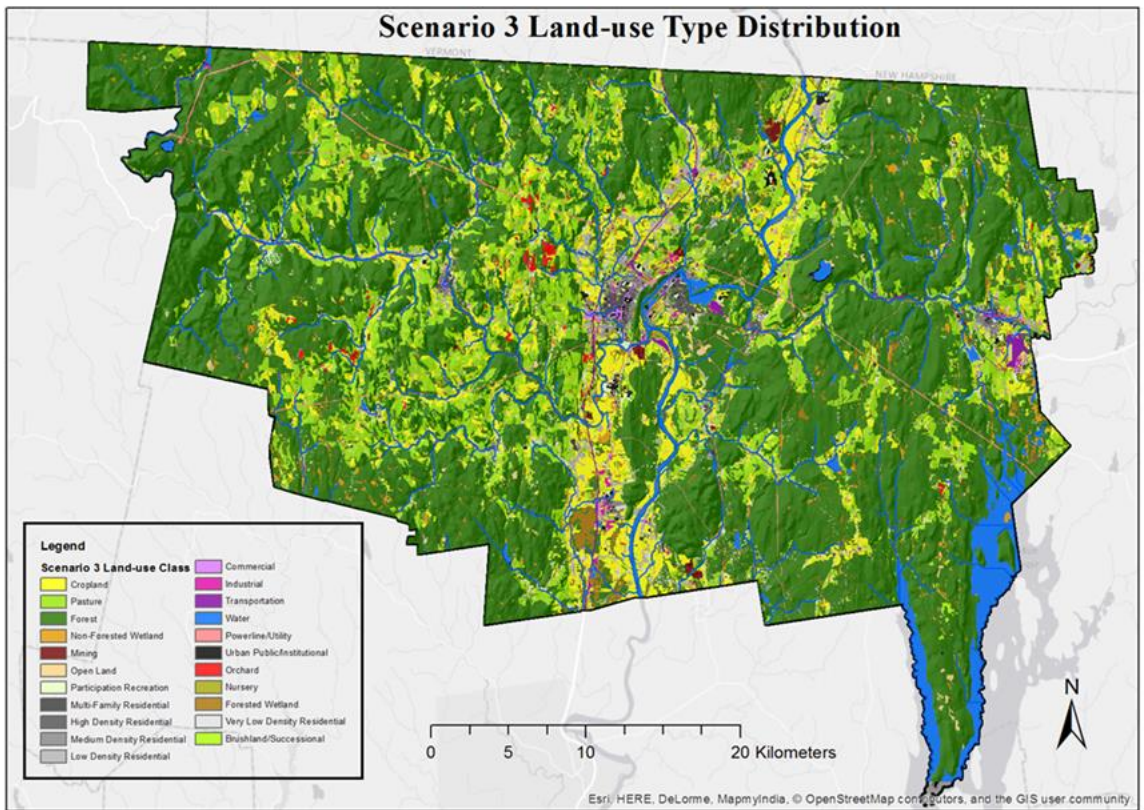 Scenario 3 Land-use Type Distribution
VERMONT
NEW HAMPSHIRE
Legend
Scenario 3 Land-use Class
Cropland
Pasture
Forest
Non-Forested Wetland
Mining
Open Land
Participation Recreation
Multi-Family Residential
High Density Residential
Medium Density Residential
Low Density Residential
Commercial
Industrial
Transportation
Water
Powerline/Utility
Urban Public/Institutional
Orchard
Nursery
Forested Wetland
Very Low Density Residential
Brushland/Successional
0 5 10 20 Kilometers
N
Esri, HERE, DeLorme, MapmyIndia, © OpenStreetMap contributors, and the GIS user community